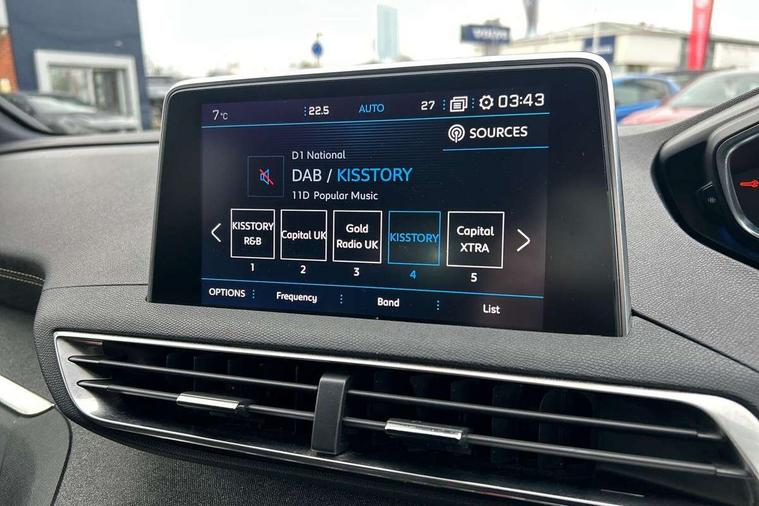 VOLVO
7°C
22.5
AUTO
27
03:43
SOURCES
D1 National
DAB / KISSTORY
11D Popular Music
KISSTORY R&B
Capital UK
Gold Radio UK
KISSTORY
Capital XTRA
1
2
3
4
5
OPTIONS
Frequency
Band
List